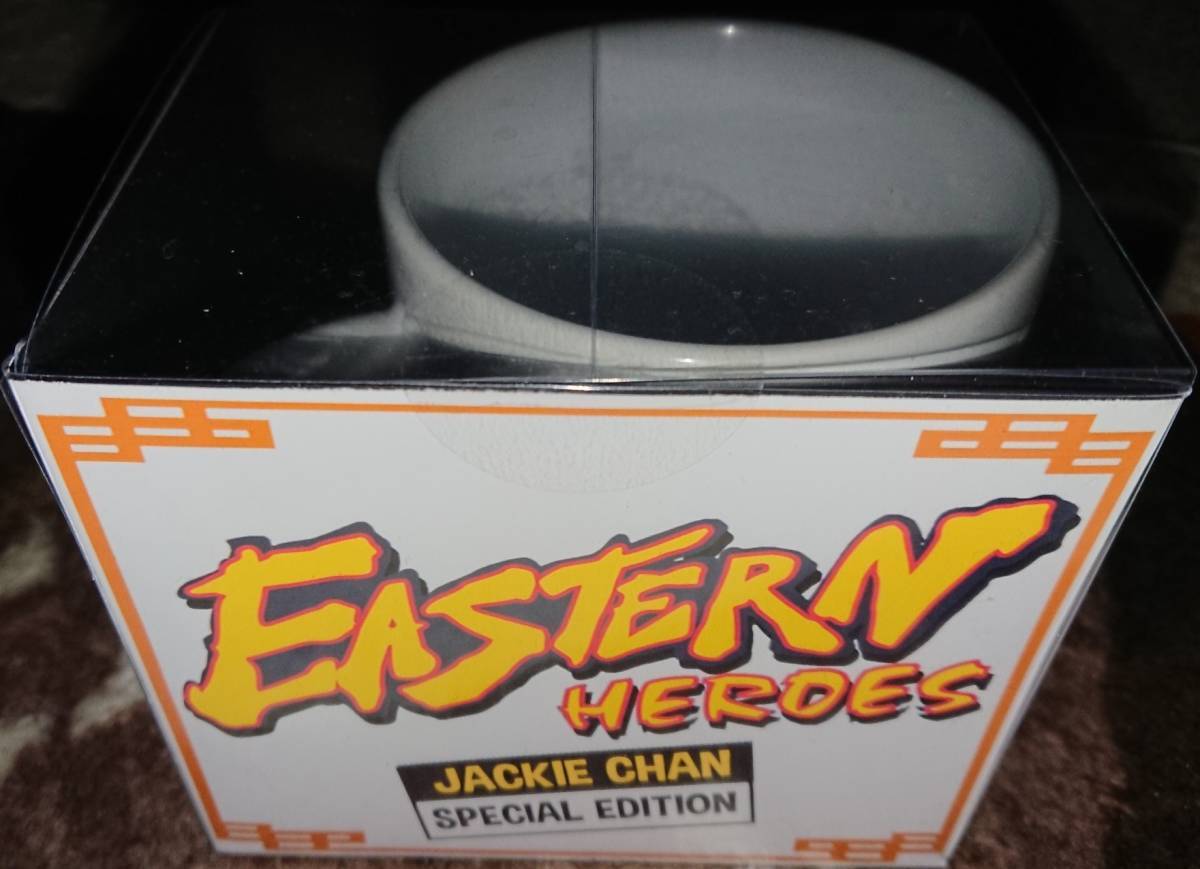 EASTERN
HEROES
JACKIE CHAN
SPECIAL EDITION